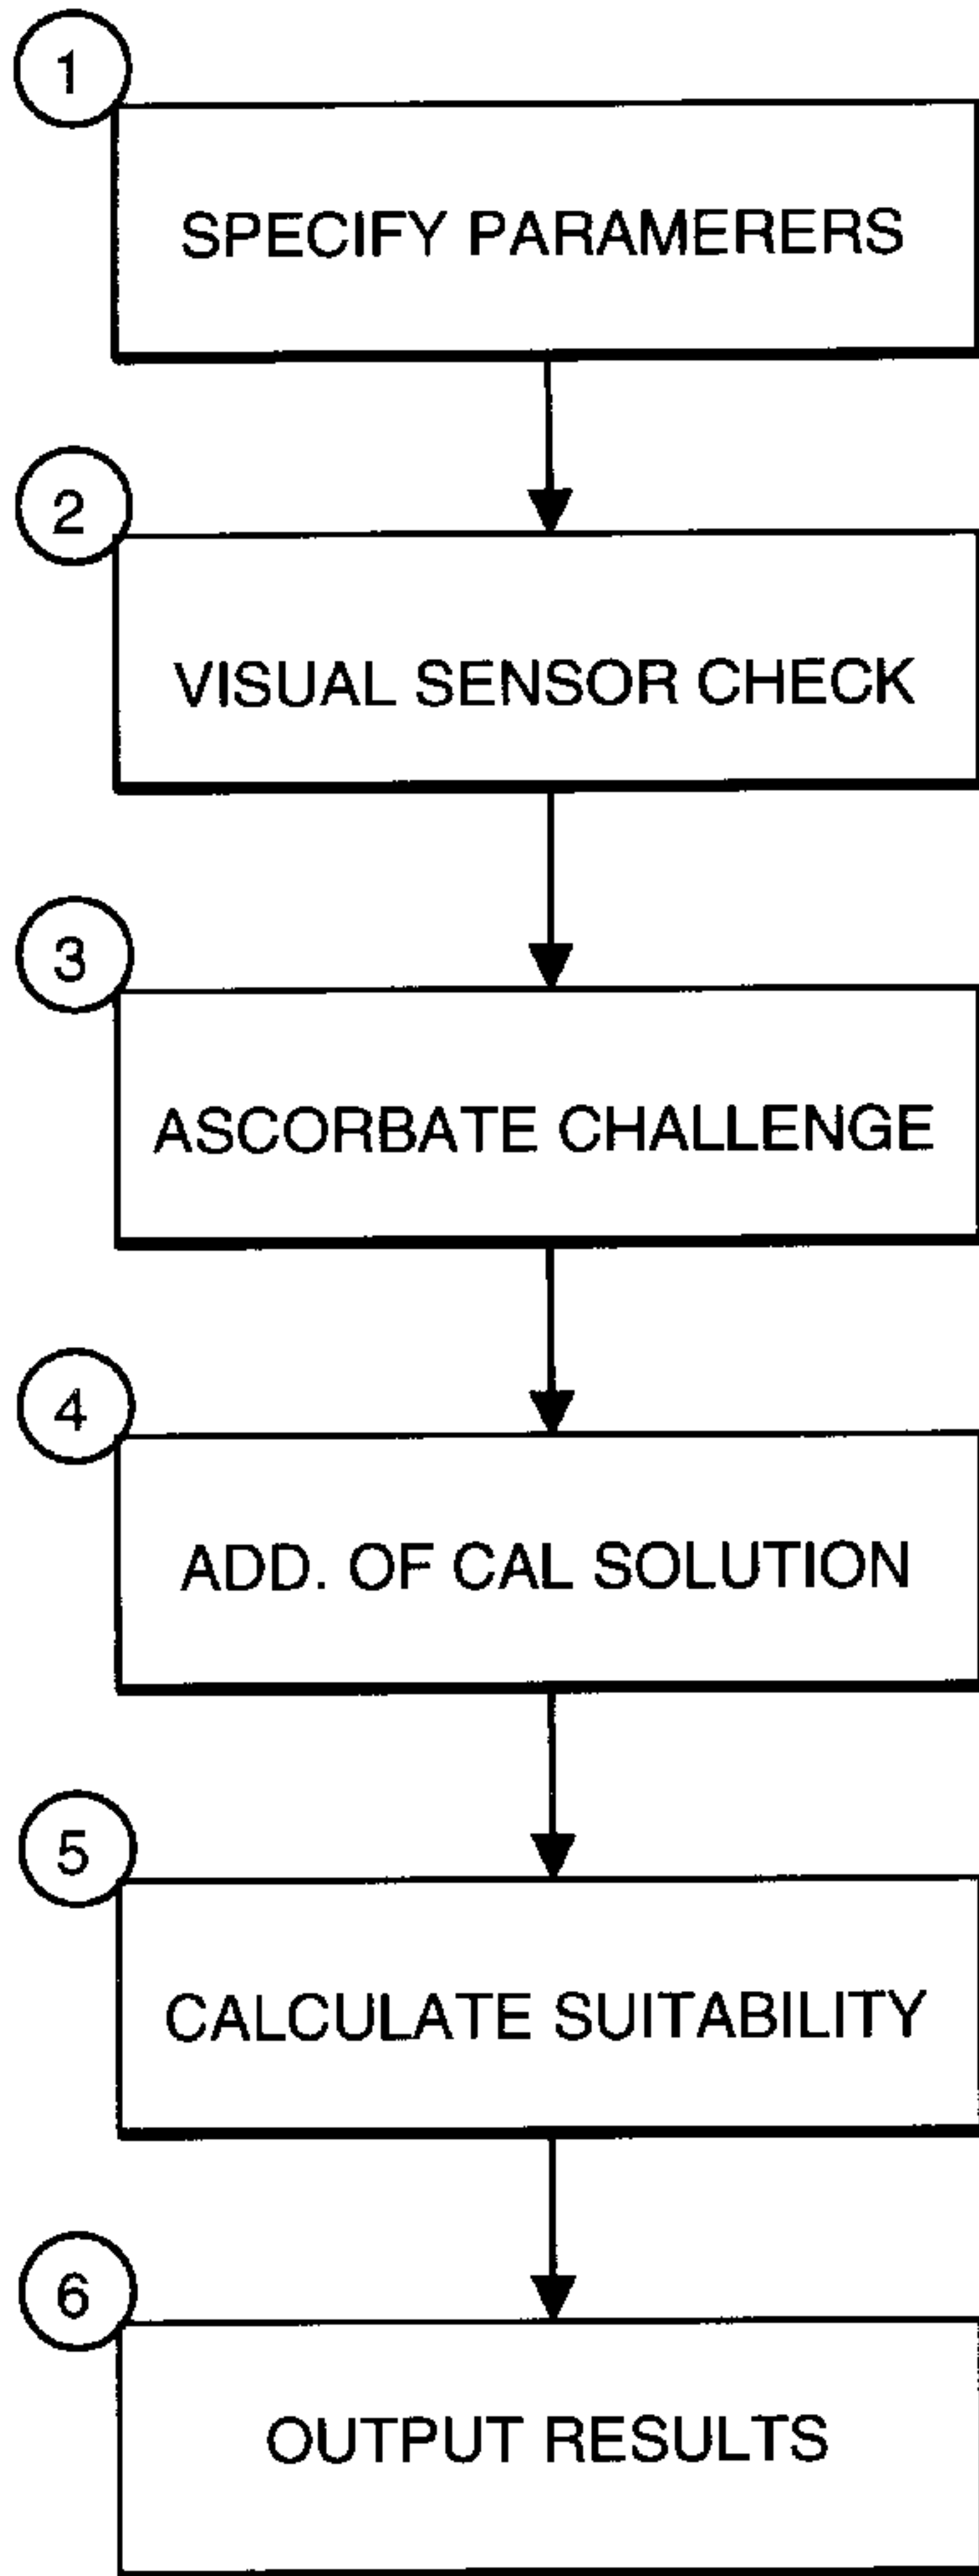 1
SPECIFY PARAMERERS
2
VISUAL SENSOR CHECK
3
ASCORBATE CHALLENGE
4
ADD. OF CAL SOLUTION
5
CALCULATE SUITABILITY
6
OUTPUT RESULTS